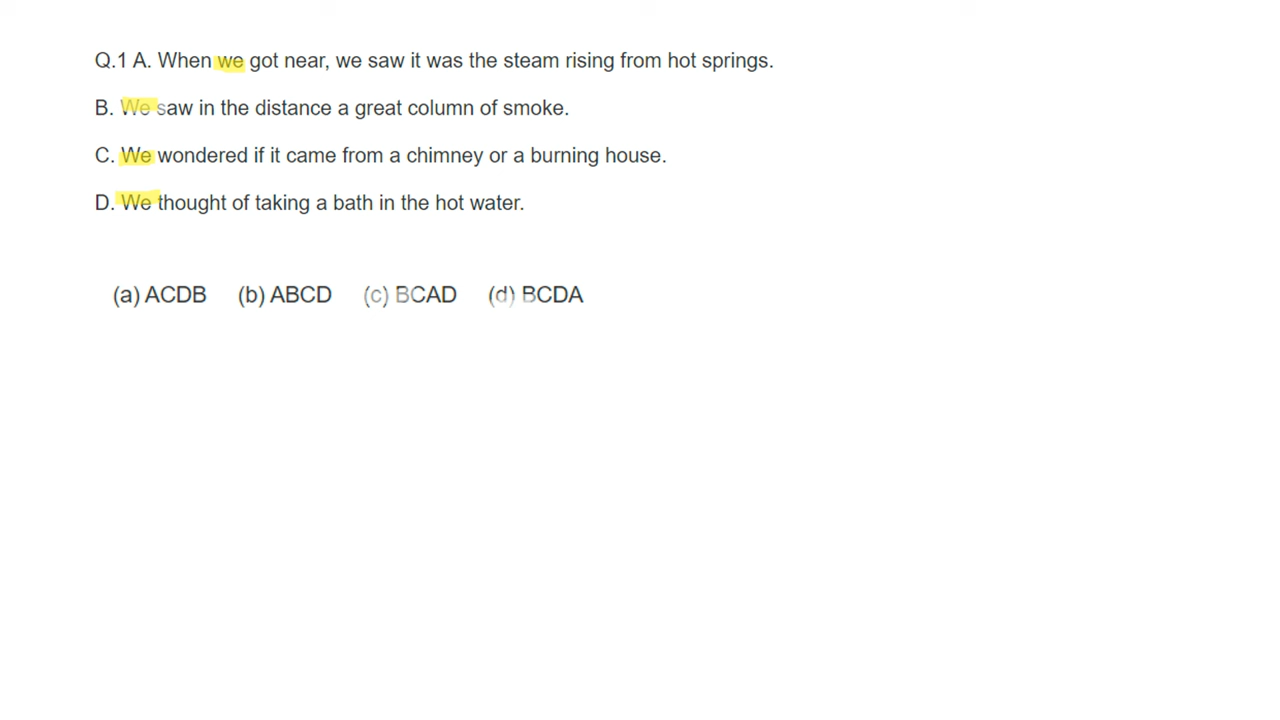 Q.1 A. When we got near, we saw it was the steam rising from hot springs.
B. We saw in the distance a great column of smoke.
C. We wondered if it came from a chimney or a burning house.
D. We thought of taking a bath in the hot water.
(a) ACDB (b) ABCD (c) BCAD (d) BCDA